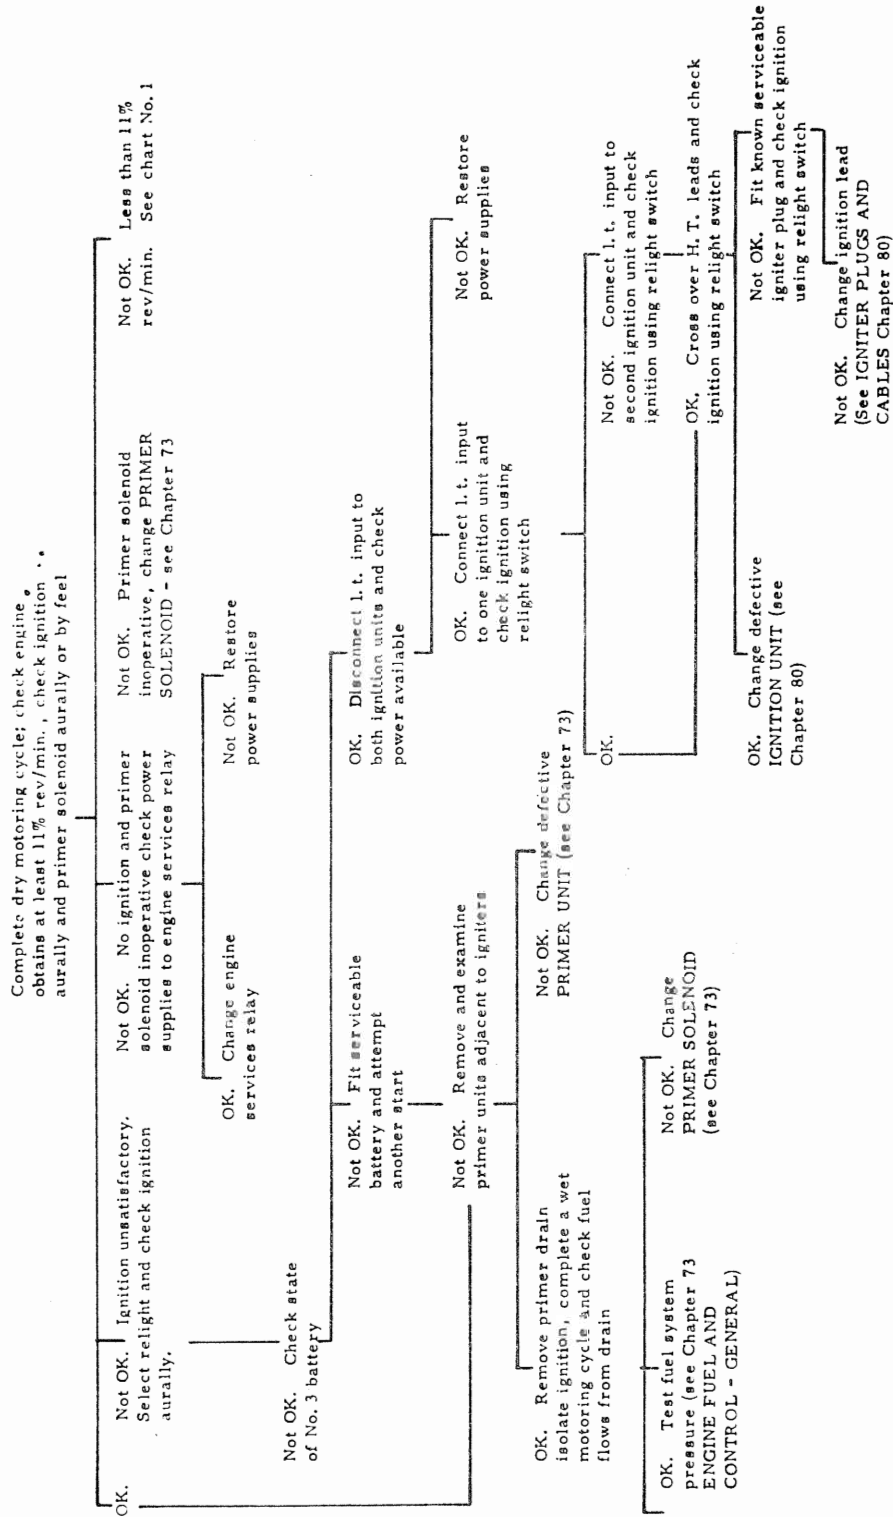 Complete dry motoring cycle; check engine
obtains at least 11% rev/min., check ignition
aurally and primer solenoid aurally or by feel
OK.
Not OK. Ignition unsatisfactory.
Select relight and check ignition
aurally.
Not OK. No ignition and primer
solenoid inoperative check power
supplies to engine services relay
Not OK. Primer solenoid
inoperative, change PRIMER
SOLENOID - see Chapter 73
Not OK. Less than 11%
rev/min. See chart No. 1
OK. Change engine
services relay
Not OK. Restore
power supplies
Not OK. Check state
of No. 3 battery
Not OK. Fit serviceable
battery and attempt
another start
OK. Disconnect l.t. input to
both ignition units and check
power available
Not OK. Remove and examine
primer units adjacent to igniters
OK. Connect l.t. input
to one ignition unit and
check ignition using
relight switch
Not OK. Restore
power supplies
OK. Remove primer drain
isolate ignition, complete a wet
motoring cycle and check fuel
flows from drain
Not OK. Change defective
PRIMER UNIT (see Chapter 73)
OK.
Not OK. Connect l.t. input to
second ignition unit and check
ignition using relight switch
OK. Cross over H.T. leads and check
ignition using relight switch
OK. Test fuel system
pressure (see Chapter 73
ENGINE FUEL AND
CONTROL - GENERAL)
Not OK. Change
PRIMER SOLENOID
(see Chapter 73)
OK. Change defective
IGNITION UNIT (see
Chapter 80)
Not OK. Fit known serviceable
igniter plug and check ignition
using relight switch
Not OK. Change ignition lead
(See IGNITER PLUGS AND
CABLES Chapter 80)